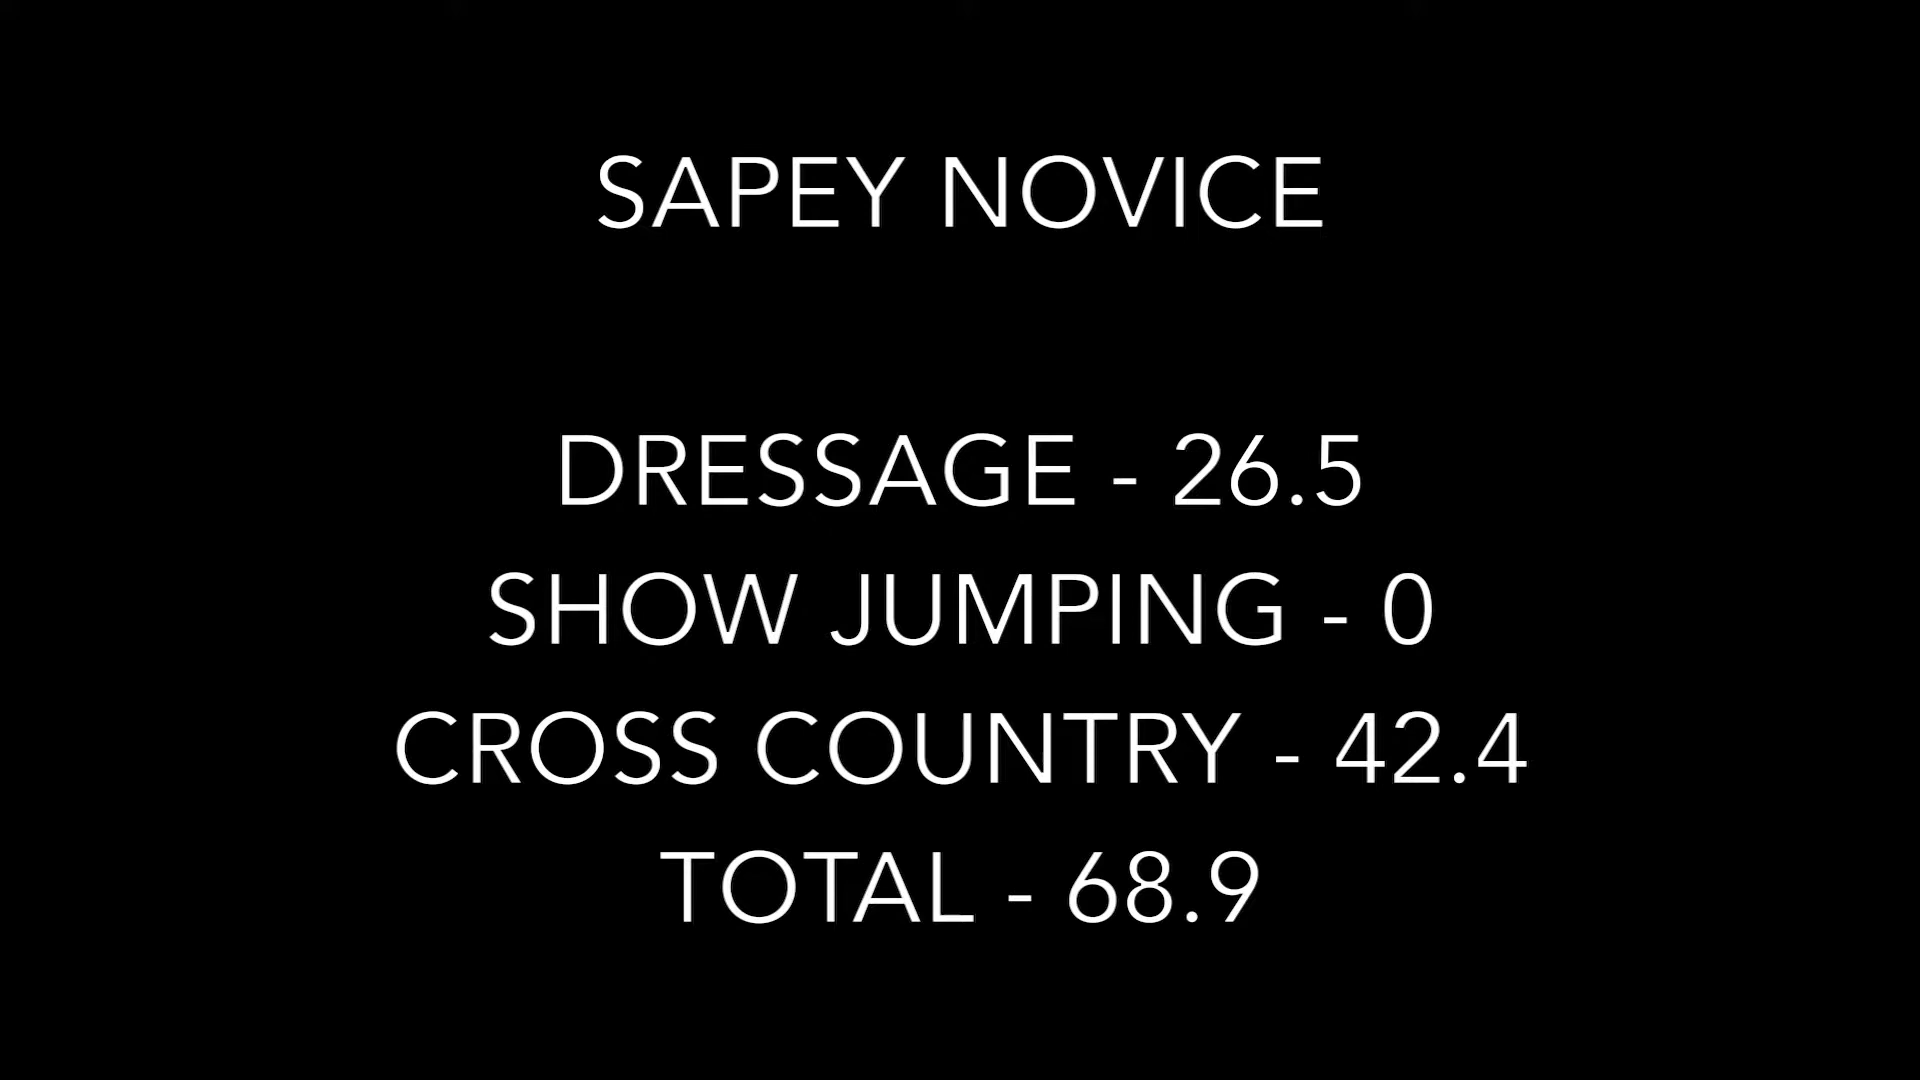 SAPEY NOVICE
DRESSAGE - 26.5
SHOW JUMPING - 0
CROSS COUNTRY - 42.4
TOTAL - 68.9